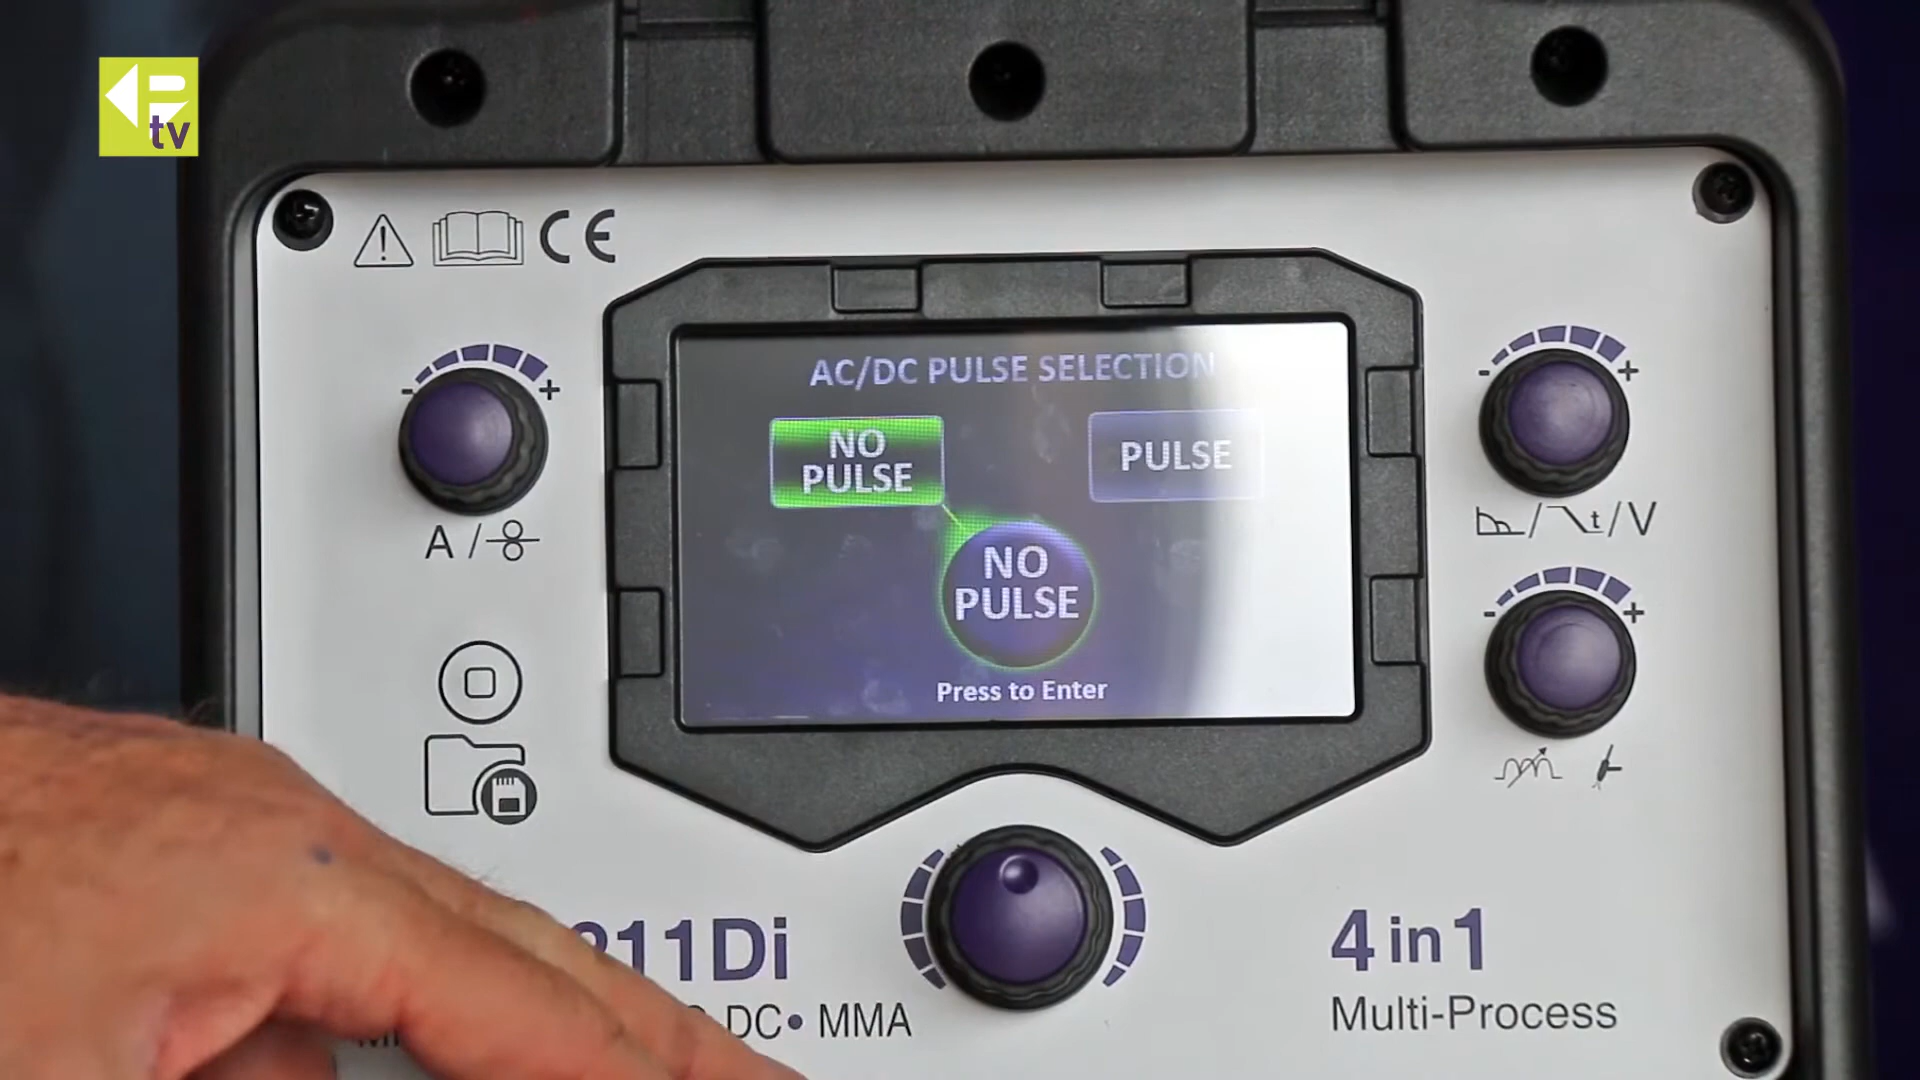 tv
CE
AC/DC PULSE SELECTION
NO
PULSE
PULSE
NO
PULSE
Press to Enter
- +
- +
A /
/ t / V
- +
11Di
4 in 1
DC • MMA
Multi-Process